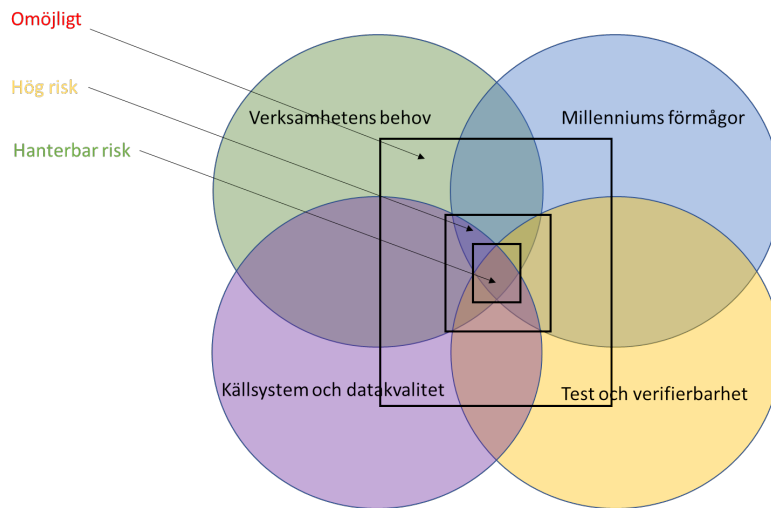 Omöjligt
Hög risk
Hanterbar risk
Verksamhetens behov
Millenniums förmågor
Källsystem och datakvalitet
Test och verifierbarhet